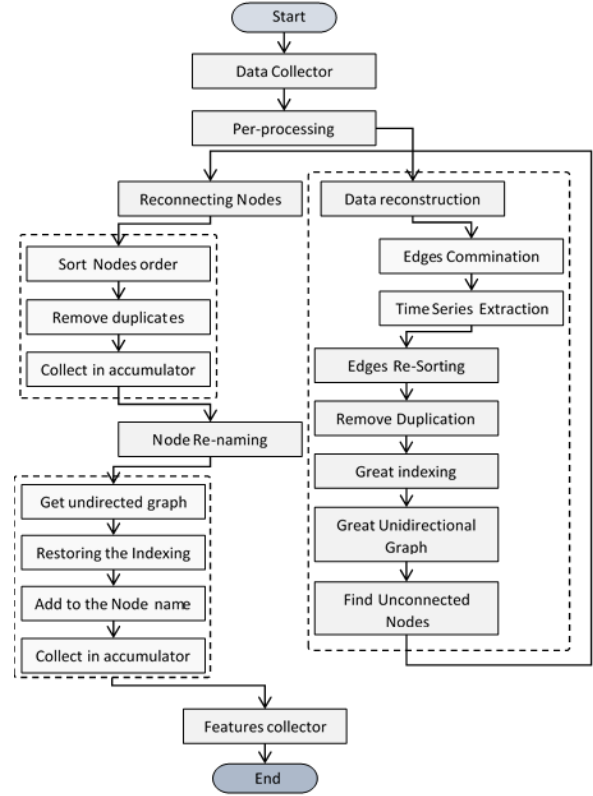 Start
Data Collector
Per-processing
Reconnecting Nodes
Sort Nodes order
Remove duplicates
Collect in accumulator
Node Re-naming
Get undirected graph
Restoring the Indexing
Add to the Node name
Collect in accumulator
Data reconstruction
Edges Commination
Time Series Extraction
Edges Re-Sorting
Remove Duplication
Great indexing
Great Unidirectional
Graph
Find Unconnected
Nodes
Features collector
End